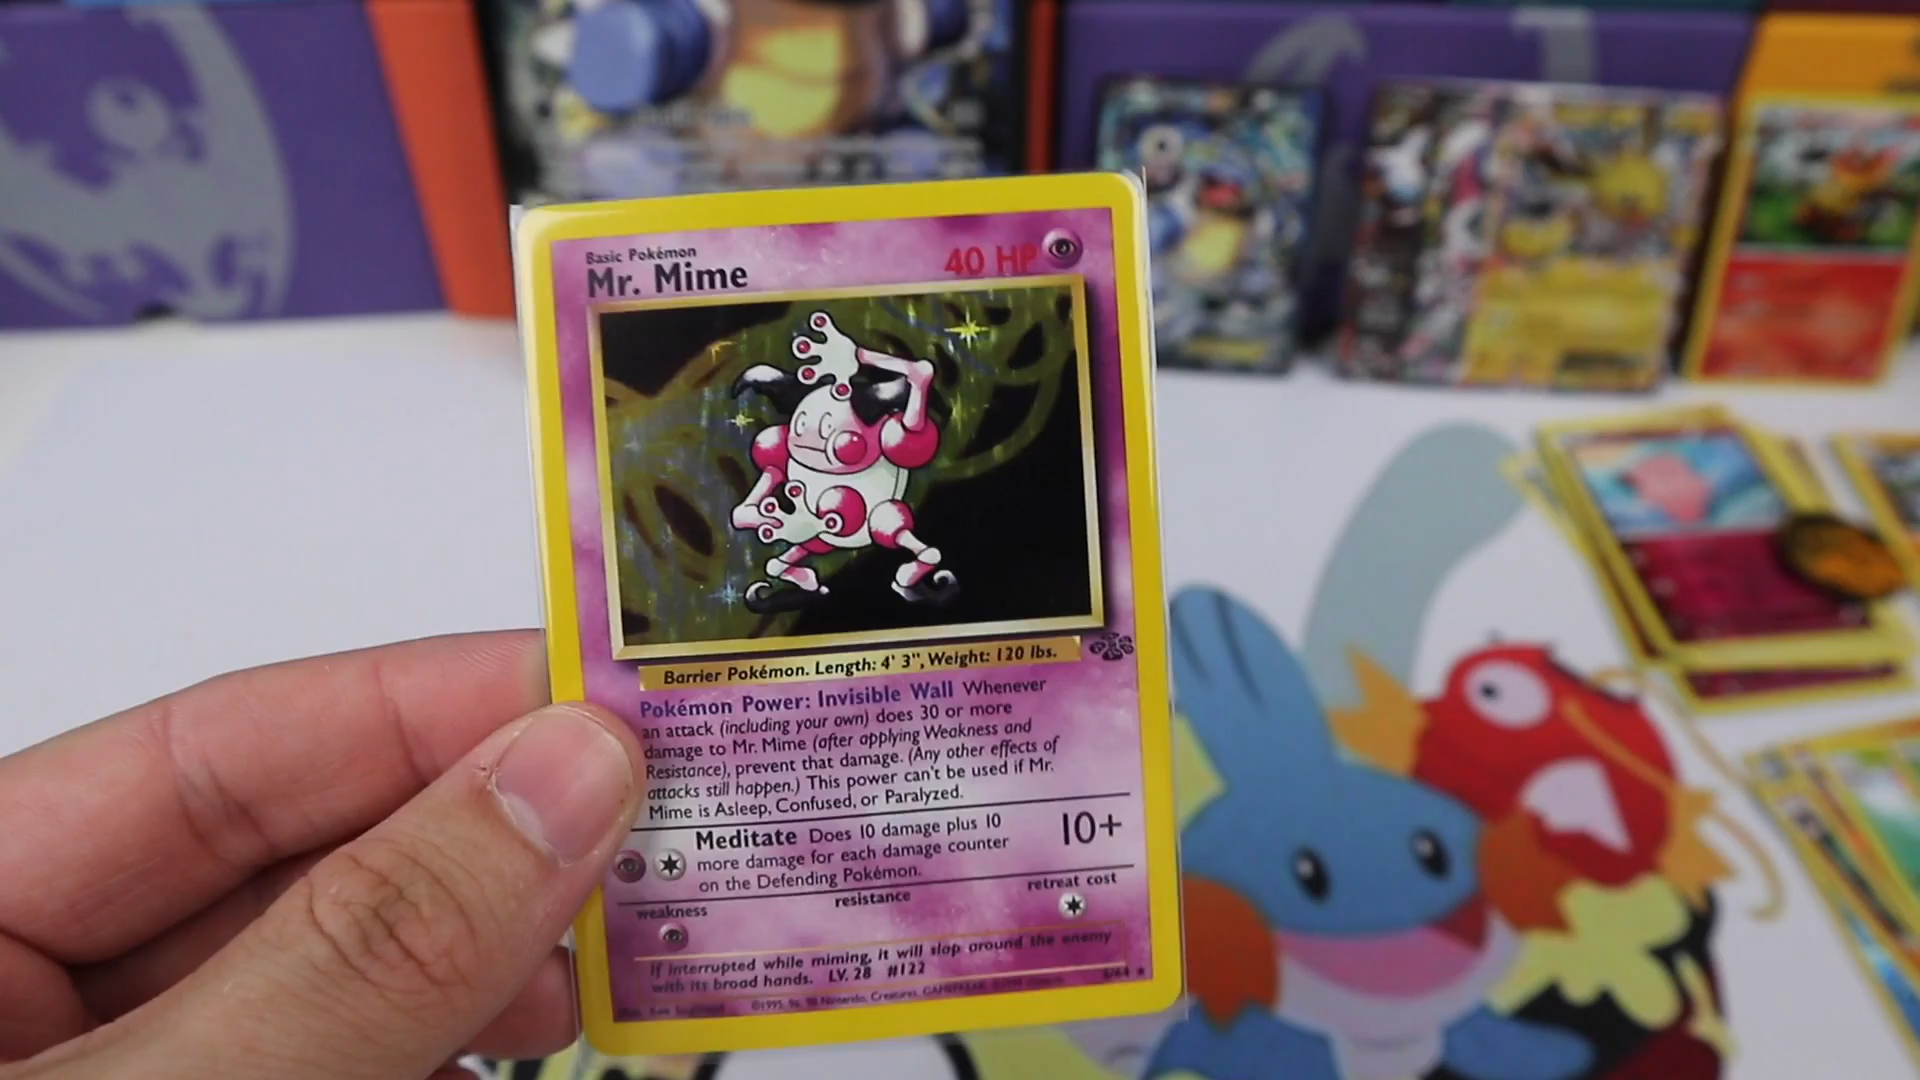 Basic Pokémon
Mr. Mime
40 HP
Barrier Pokémon. Length: 4' 3", Weight: 120 lbs.
Pokémon Power: Invisible Wall Whenever
an attack (including your own) does 30 or more
damage to Mr. Mime (after applying Weakness and
Resistance), prevent that damage. (Any other effects of
attacks still happen.) This power can't be used if Mr.
Mime is Asleep, Confused, or Paralyzed.
Meditate Does 10 damage plus 10
more damage for each damage counter
on the Defending Pokémon.
10+
weakness
resistance
retreat cost
If interrupted while miming, it will slap around the enemy
with its broad hands. LV. 28 #122
6/64
©1995, 96, 98 Nintendo, Creatures, GAMEFREAK.